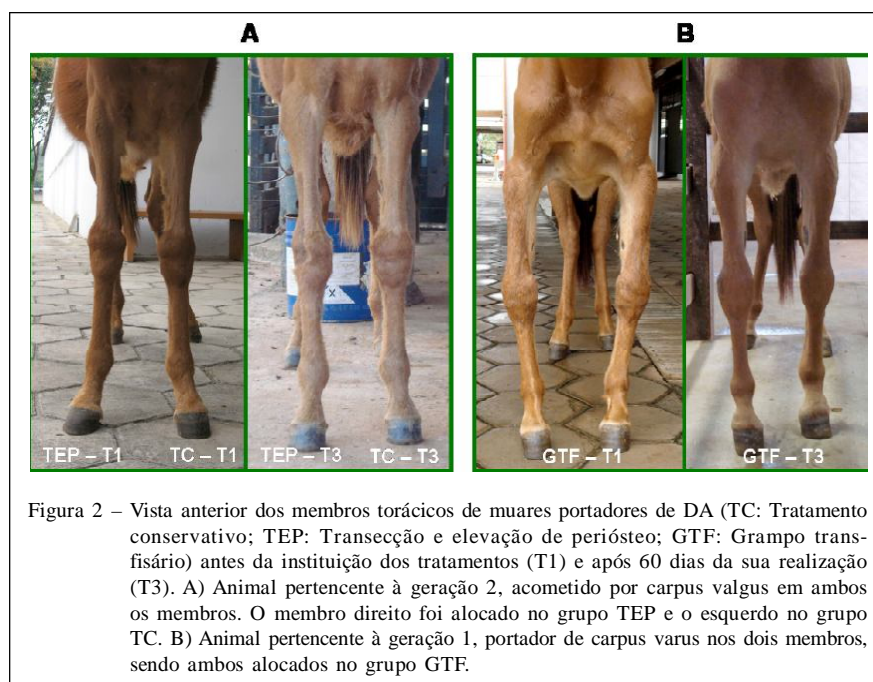 A
B
TEP – T1
TC – T1
TEP – T3
TC – T3
GTF – T1
GTF – T3
Figura 2 – Vista anterior dos membros torácicos de muares portadores de DA (TC: Tratamento
conservativo; TEP: Transecção e elevação de periósteo; GTF: Grampo trans-
fisário) antes da instituição dos tratamentos (T1) e após 60 dias da sua realização
(T3). A) Animal pertencente à geração 2, acometido por carpus valgus em ambos
os membros. O membro direito foi alocado no grupo TEP e o esquerdo no grupo
TC. B) Animal pertencente à geração 1, portador de carpus varus nos dois membros,
sendo ambos alocados no grupo GTF.